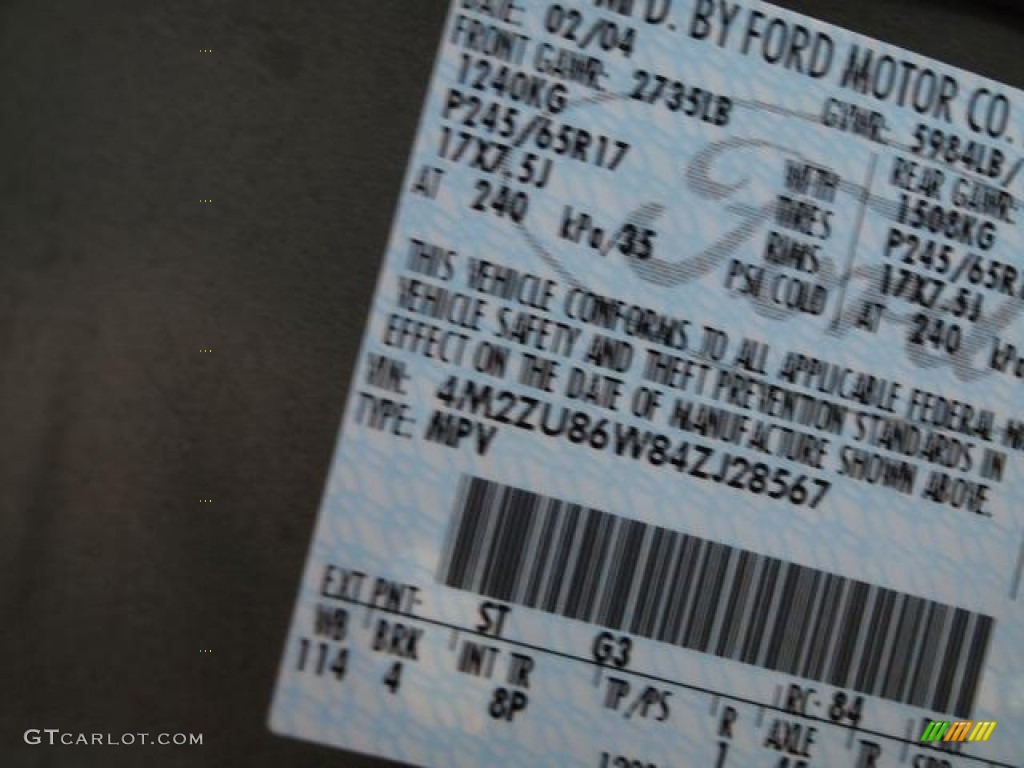 MFD. BY FORD MOTOR CO.
DATE: 02/04 GVWR: 5984LB/
FRONT GAWR: 2735LB REAR GAWR:
1240KG WITH 1508KG
P245/65R17 TIRES P245/65R
17X7.5J RIMS 17X7.5J
AT 240 kPa/35 PSI COLD AT 240 kPa
THIS VEHICLE CONFORMS TO ALL APPLICABLE FEDERAL
VEHICLE SAFETY AND THEFT PREVENTION STANDARDS IN
EFFECT ON THE DATE OF MANUFACTURE SHOWN ABOVE.
VIN: 4M2ZU86W84ZJ28567
TYPE: MPV
EXT PNT: ST G3 RC: 84
WB BRK INT TR TP/PS R AXLE TR
114 4 8P 1
GTCARLOT.COM